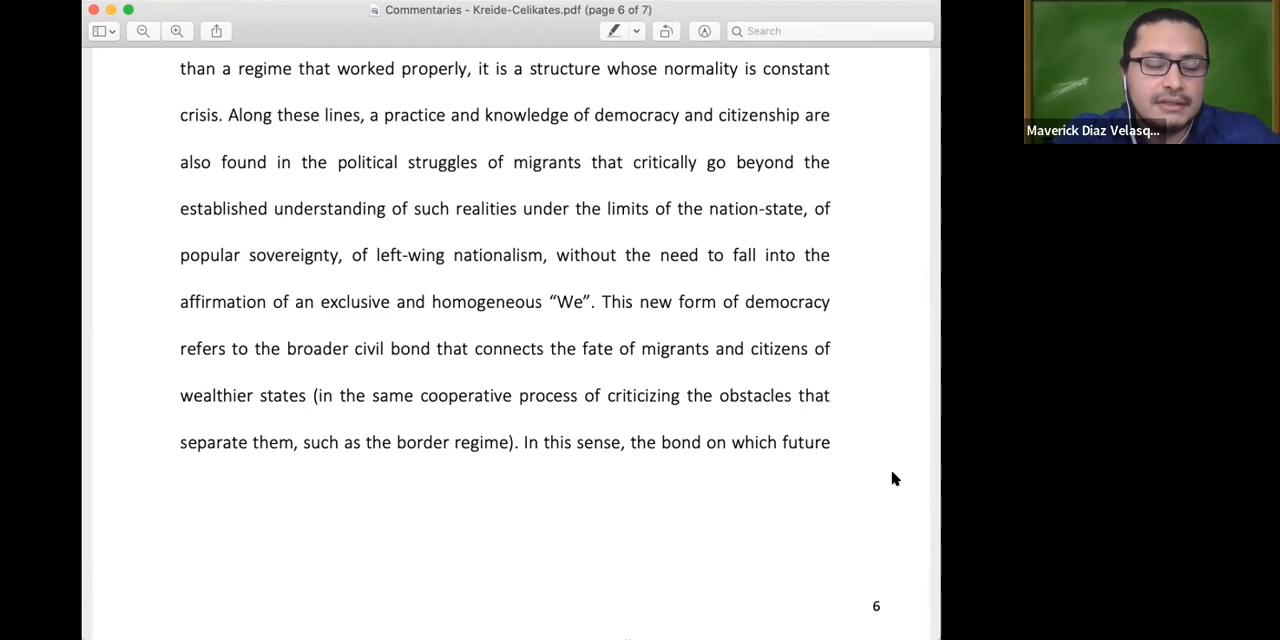 Commentaries - Kreide-Celikates.pdf (page 6 of 7)
Search
than a regime that worked properly, it is a structure whose normality is constant
crisis. Along these lines, a practice and knowledge of democracy and citizenship are
also found in the political struggles of migrants that critically go beyond the
established understanding of such realities under the limits of the nation-state, of
popular sovereignty, of left-wing nationalism, without the need to fall into the
affirmation of an exclusive and homogeneous “We”. This new form of democracy
refers to the broader civil bond that connects the fate of migrants and citizens of
wealthier states (in the same cooperative process of criticizing the obstacles that
separate them, such as the border regime). In this sense, the bond on which future
6
Maverick Diaz Velasq...